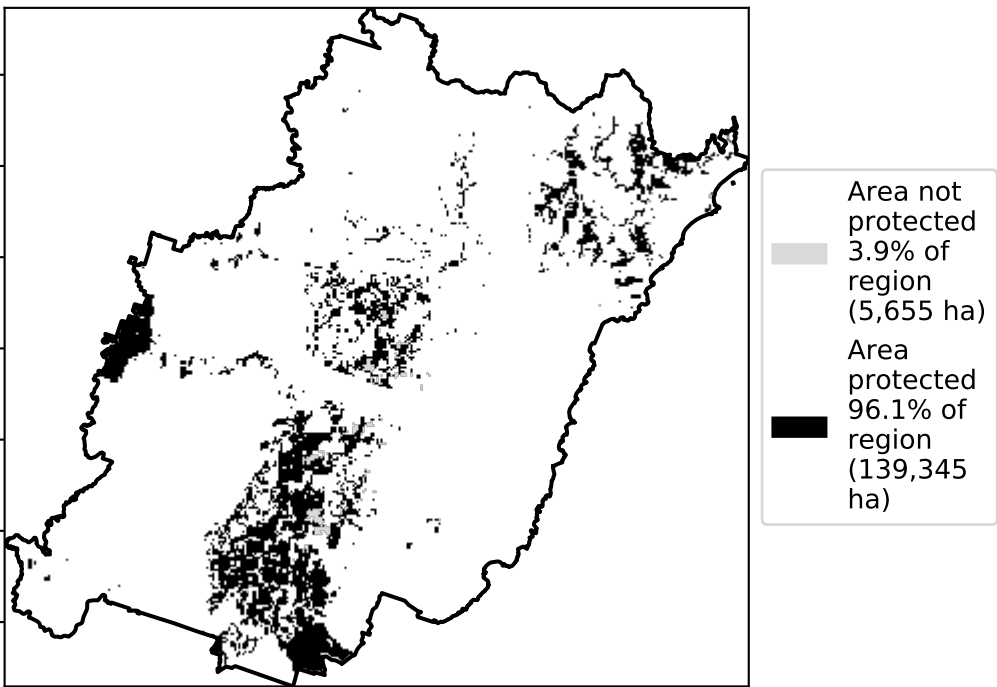 Area not
protected
3.9% of
region
(5,655 ha)
Area
protected
96.1% of
region
(139,345
ha)